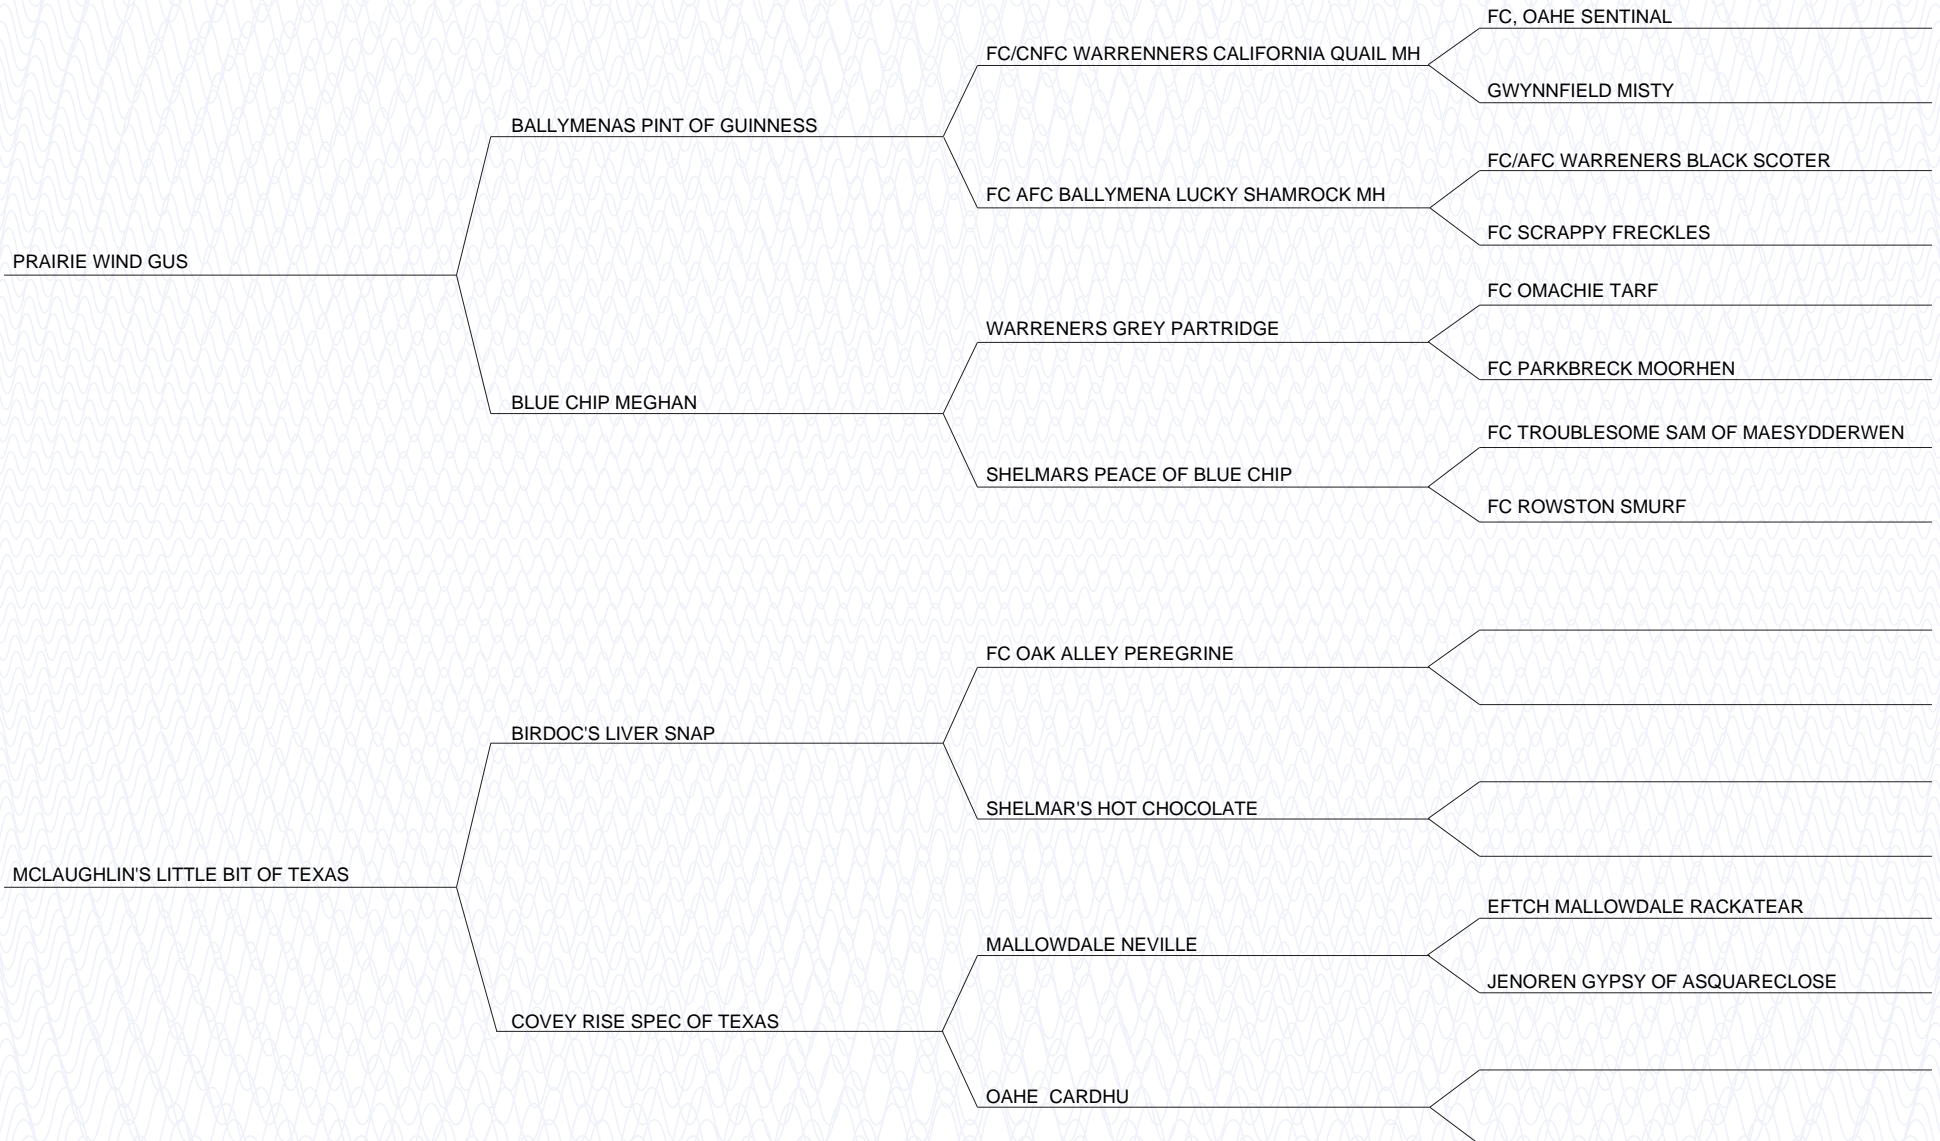 FC, OAHE SENTINAL
FC/CNFC WARRENNERS CALIFORNIA QUAIL MH
GWYNNFIELD MISTY
BALLYMENAS PINT OF GUINNESS
FC/AFC WARRENERS BLACK SCOTER
FC AFC BALLYMENA LUCKY SHAMROCK MH
FC SCRAPPY FRECKLES
PRAIRIE WIND GUS
FC OMACHIE TARF
WARRENERS GREY PARTRIDGE
FC PARKBRECK MOORHEN
BLUE CHIP MEGHAN
FC TROUBLESOME SAM OF MAESYDDERWEN
SHELMARS PEACE OF BLUE CHIP
FC ROWSTON SMURF
FC OAK ALLEY PEREGRINE
BIRDOC'S LIVER SNAP
SHELMAR'S HOT CHOCOLATE
MCLAUGHLIN'S LITTLE BIT OF TEXAS
EFTCH MALLOWDALE RACKATEAR
MALLOWDALE NEVILLE
JENOREN GYPSY OF ASQUARECLOSE
COVEY RISE SPEC OF TEXAS
OAHE  CARDHU